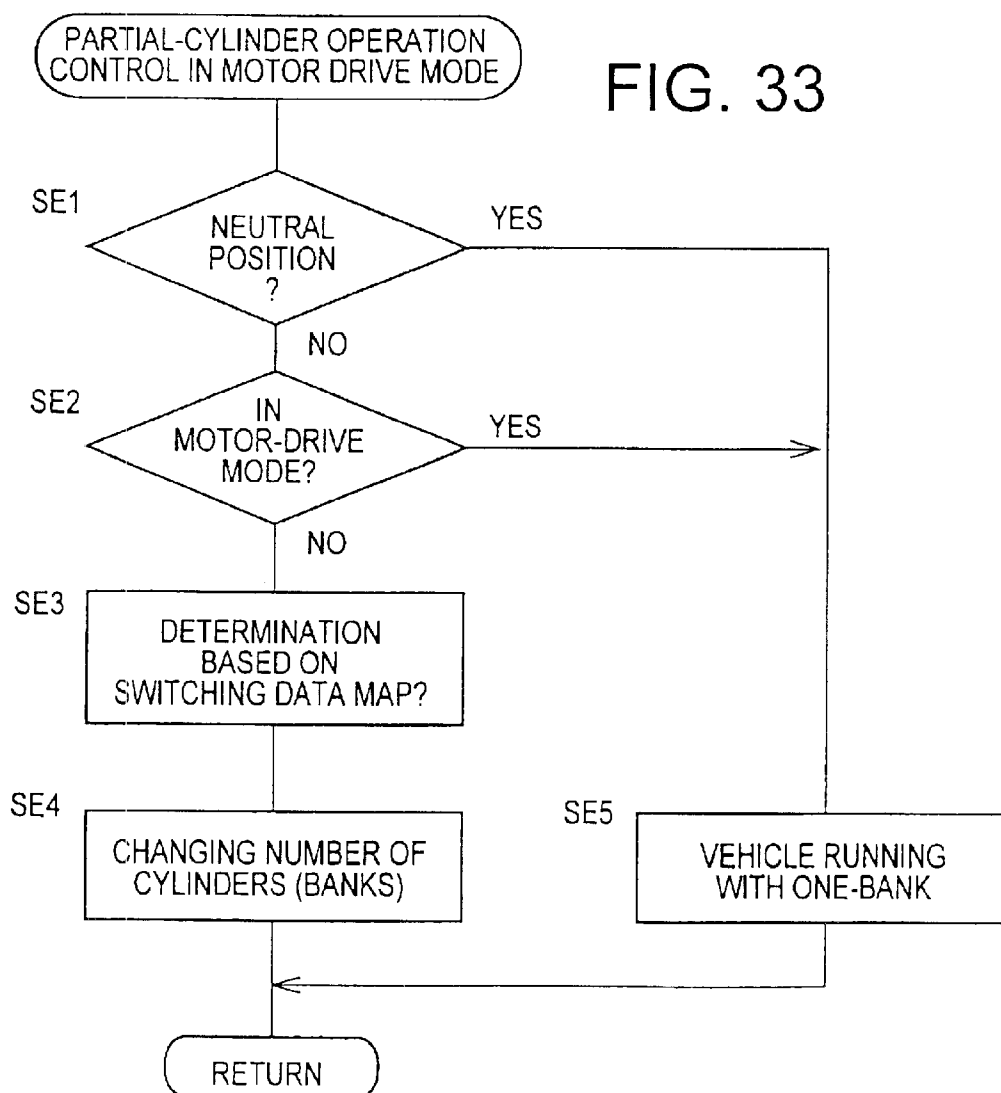 PARTIAL-CYLINDER OPERATION
CONTROL IN MOTOR DRIVE MODE
FIG. 33
SE1
NEUTRAL
POSITION
?
YES
NO
SE2
IN
MOTOR-DRIVE
MODE?
YES
NO
SE3
DETERMINATION
BASED ON
SWITCHING DATA MAP?
SE4
CHANGING NUMBER OF
CYLINDERS (BANKS)
SE5
VEHICLE RUNNING
WITH ONE-BANK
RETURN